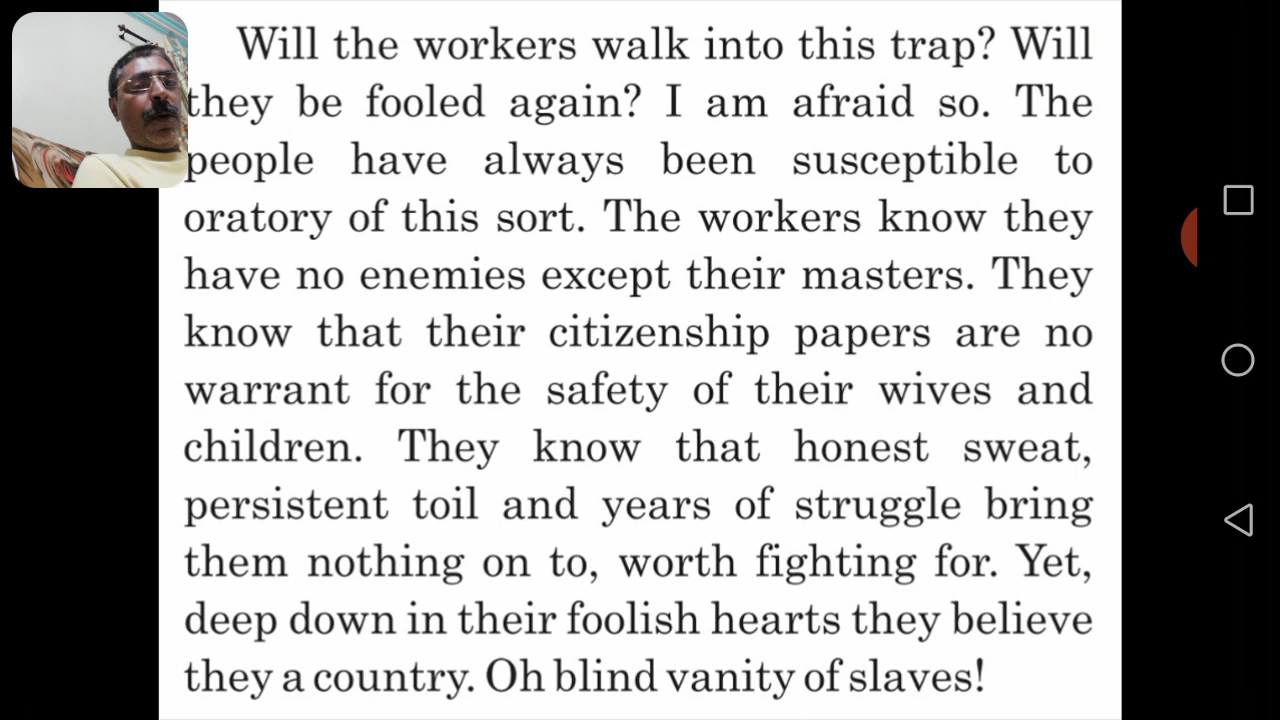 Will the workers walk into this trap? Will
they be fooled again? I am afraid so. The
people have always been susceptible to
oratory of this sort. The workers know they
have no enemies except their masters. They
know that their citizenship papers are no
warrant for the safety of their wives and
children. They know that honest sweat,
persistent toil and years of struggle bring
them nothing on to, worth fighting for. Yet,
deep down in their foolish hearts they believe
they a country. Oh blind vanity of slaves!